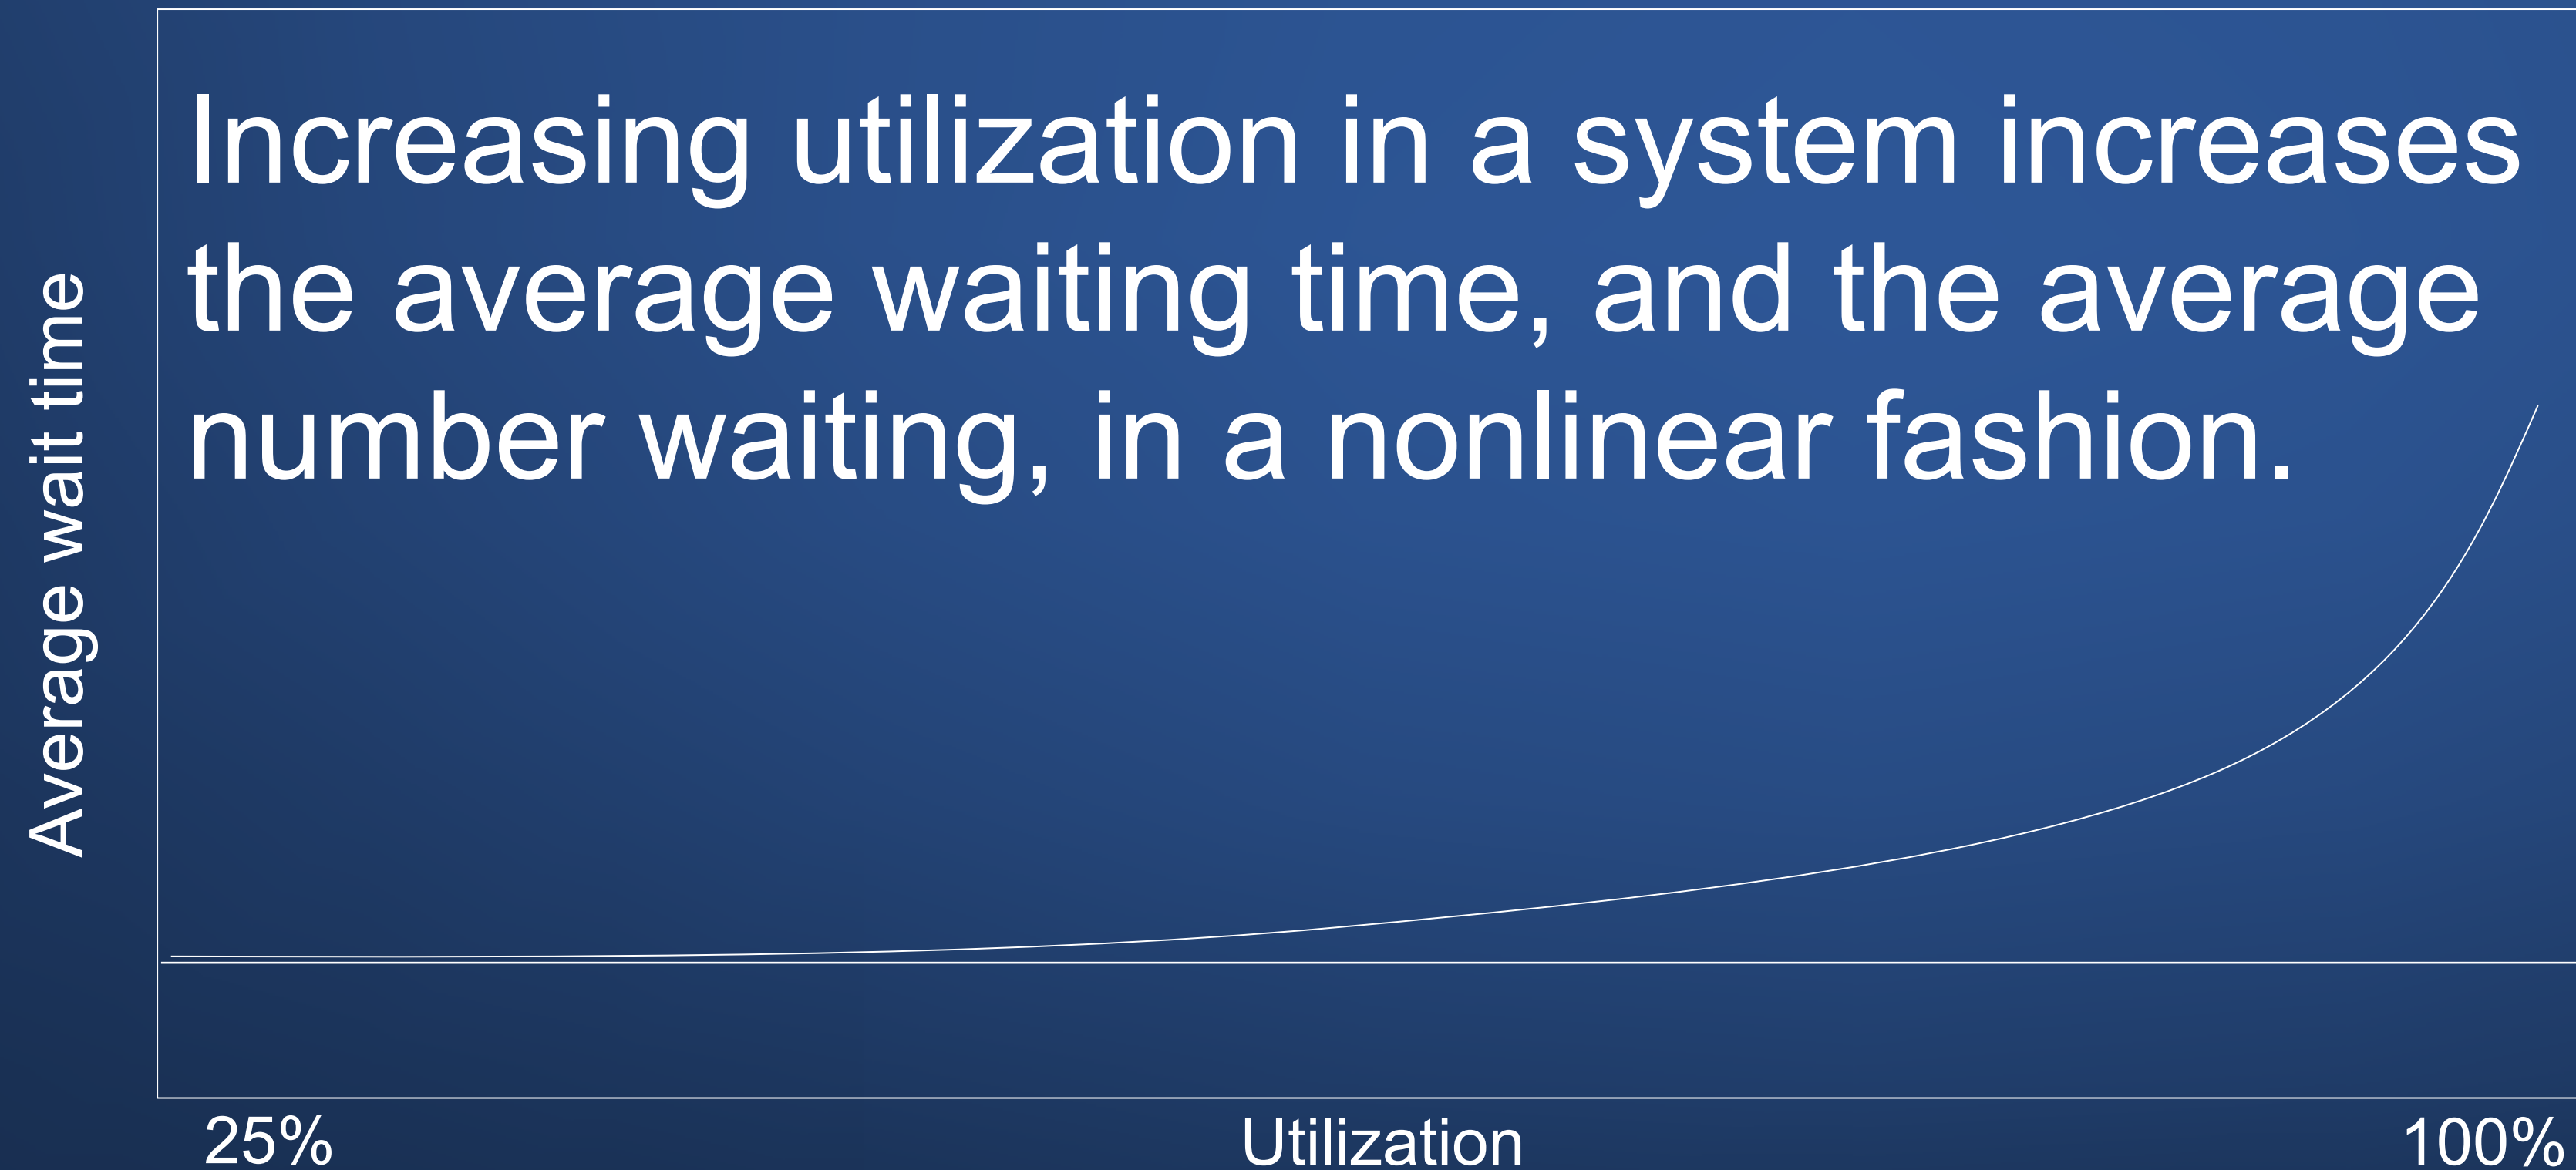 Increasing utilization in a system increases
the average waiting time, and the average
number waiting, in a nonlinear fashion.
Average wait time
25%
Utilization
100%